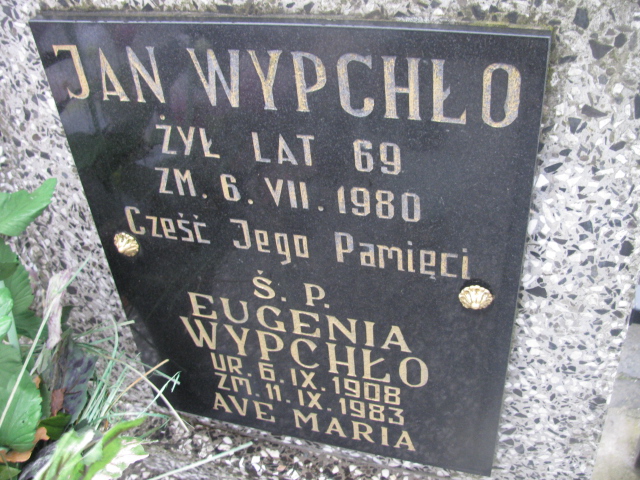 JAN WYPCHŁO
ŻYŁ LAT 69
ZM. 6. VII. 1980
Cześć Jego Pamięci
Ś. P.
EUGENIA
WYPCHŁO
UR. 6. IX. 1908
ZM. 11. IX. 1983
AVE MARIA